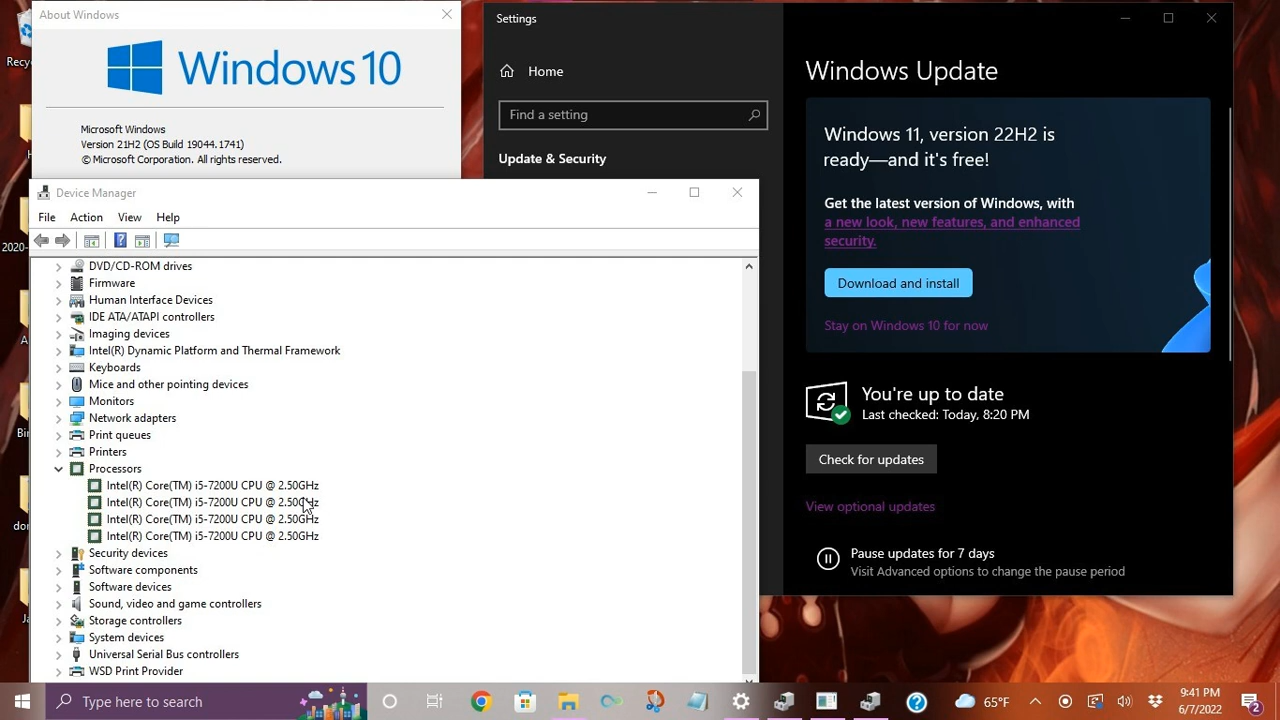 About Windows
Windows 10
Microsoft Windows
Version 21H2 (OS Build 19044.1741)
© Microsoft Corporation. All rights reserved.
Settings
Home
Find a setting
Update & Security
Windows Update
Windows 11, version 22H2 is
ready—and it's free!
Get the latest version of Windows, with
a new look, new features, and enhanced
security.
Download and install
Stay on Windows 10 for now
You're up to date
Last checked: Today, 8:20 PM
Check for updates
View optional updates
Pause updates for 7 days
Visit Advanced options to change the pause period
Device Manager
File Action View Help
DVD/CD-ROM drives
Firmware
Human Interface Devices
IDE ATA/ATAPI controllers
Imaging devices
Intel(R) Dynamic Platform and Thermal Framework
Keyboards
Mice and other pointing devices
Monitors
Network adapters
Print queues
Printers
Processors
Intel(R) Core(TM) i5-7200U CPU @ 2.50GHz
Intel(R) Core(TM) i5-7200U CPU @ 2.50GHz
Intel(R) Core(TM) i5-7200U CPU @ 2.50GHz
Intel(R) Core(TM) i5-7200U CPU @ 2.50GHz
Security devices
Software components
Software devices
Sound, video and game controllers
Storage controllers
System devices
Universal Serial Bus controllers
WSD Print Provider
2020-
Type here to search
65°F
9:41 PM
6/7/2022
2